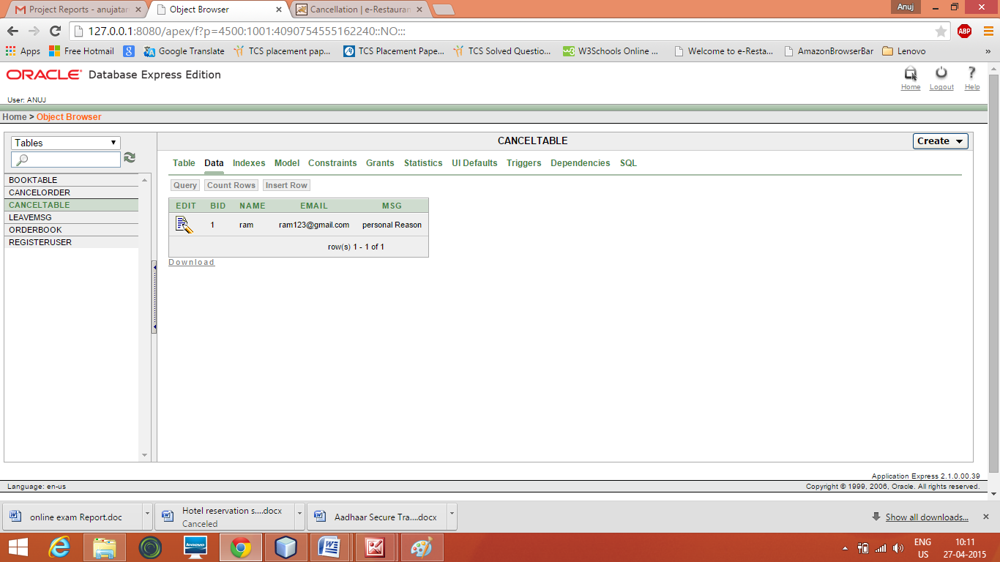 Project Reports - anujatar
Object Browser
Cancellation | e-Restauran
Anuj
127.0.0.1:8080/apex/f?p=4500:1001:4090754555162240::NO:::
ABP
Apps
Free Hotmail
Google Translate
TCS placement pap...
TCS Placement Pape...
TCS Solved Questio...
W3Schools Online ...
Welcome to e-Resta...
AmazonBrowserBar
Lenovo
»
ORACLE® Database Express Edition
Home
Logout
Help
User: ANUJ
Home > Object Browser
Tables
CANCELTABLE
Create
Table Data Indexes Model Constraints Grants Statistics UI Defaults Triggers Dependencies SQL
BOOKTABLE
CANCELORDER
CANCELTABLE
LEAVEMSG
ORDERBOOK
REGISTERUSER
Query Count Rows Insert Row
EDIT BID NAME EMAIL MSG
1 ram ram123@gmail.com personal Reason
row(s) 1 - 1 of 1
Download
Application Express 2.1.0.00.39
Language: en-us
Copyright © 1999, 2006, Oracle. All rights reserved.
online exam Report.doc
Hotel reservation s....docx
Canceled
Aadhaar Secure Tra....docx
Show all downloads...
lenovo
ENG
US
10:11
27-04-2015